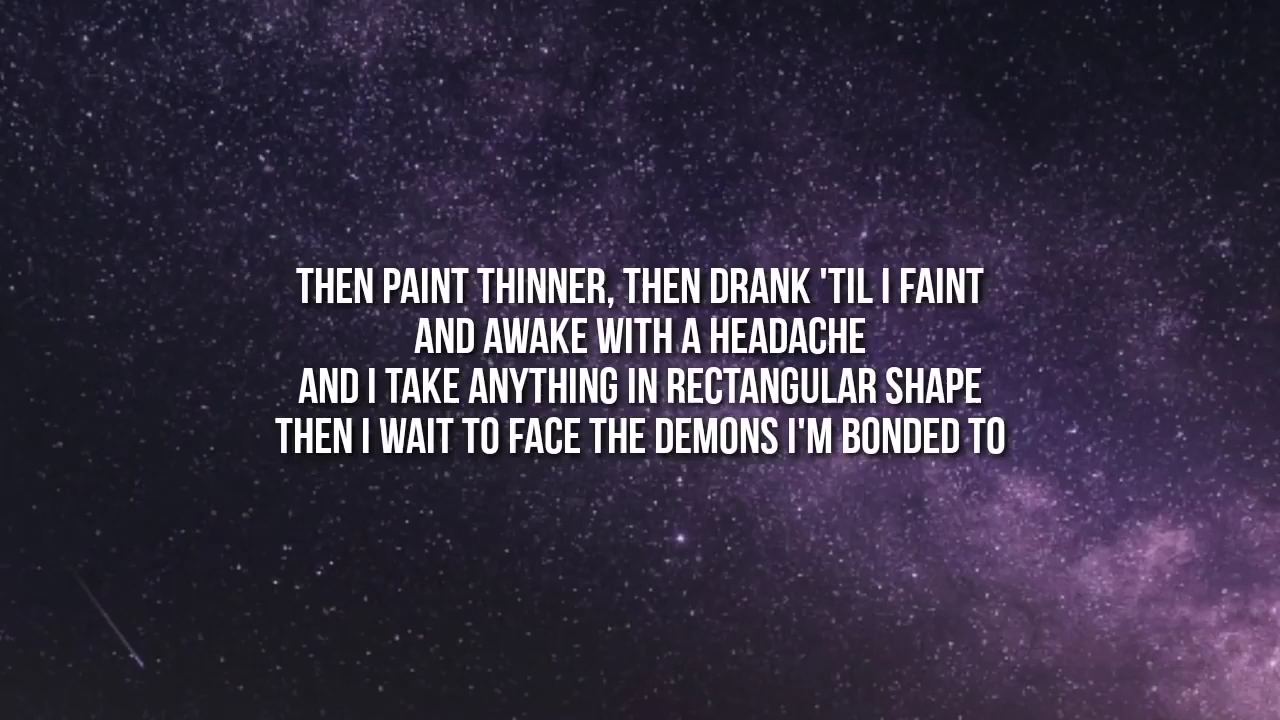 THEN PAINT THINNER, THEN DRANK 'TIL I FAINT
AND AWAKE WITH A HEADACHE
AND I TAKE ANYTHING IN RECTANGULAR SHAPE
THEN I WAIT TO FACE THE DEMONS I'M BONDED TO